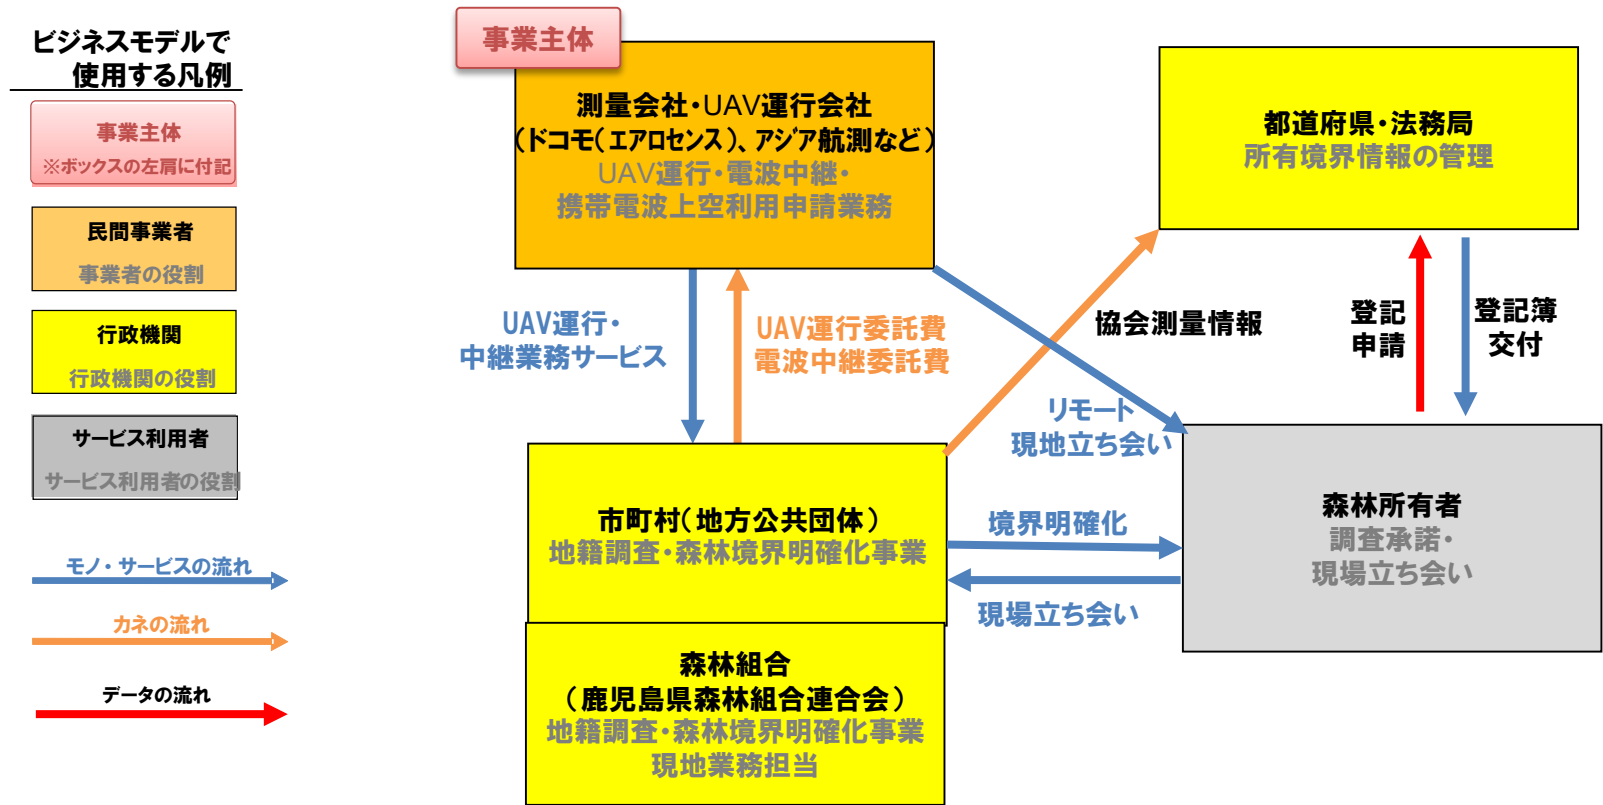 ビジネスモデルで
使用する凡例
事業主体
※ボックスの左肩に付記
民間事業者
事業者の役割
行政機関
行政機関の役割
サービス利用者
サービス利用者の役割
モノ・サービスの流れ
カネの流れ
データの流れ
事業主体
測量会社・UAV運行会社
(ドコモ(エアロセンス)、アジア航測など)
UAV運行・電波中継・
携帯電波上空利用申請業務
都道府県・法務局
所有境界情報の管理
UAV運行・
中継業務サービス
UAV運行委託費
電波中継委託費
協会測量情報
登記
申請
登記簿
交付
リモート
現地立ち会い
市町村(地方公共団体)
地籍調査・森林境界明確化事業
境界明確化
現場立ち会い
森林所有者
調査承諾・
現場立ち会い
森林組合
(鹿児島県森林組合連合会)
地籍調査・森林境界明確化事業
現地業務担当